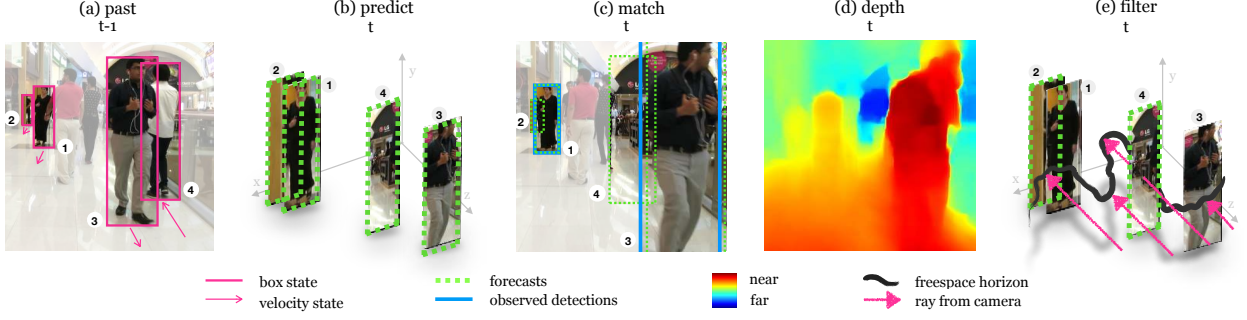 (a) past
t-1
(b) predict
t
(c) match
t
(d) depth
t
(e) filter
t
2
1
3
4
2
1
4
3
y
x
z
2
1
4
3
2
1
4
3
y
x
z
LG
box state
velocity state
forecasts
observed detections
near
far
freespace horizon
ray from camera